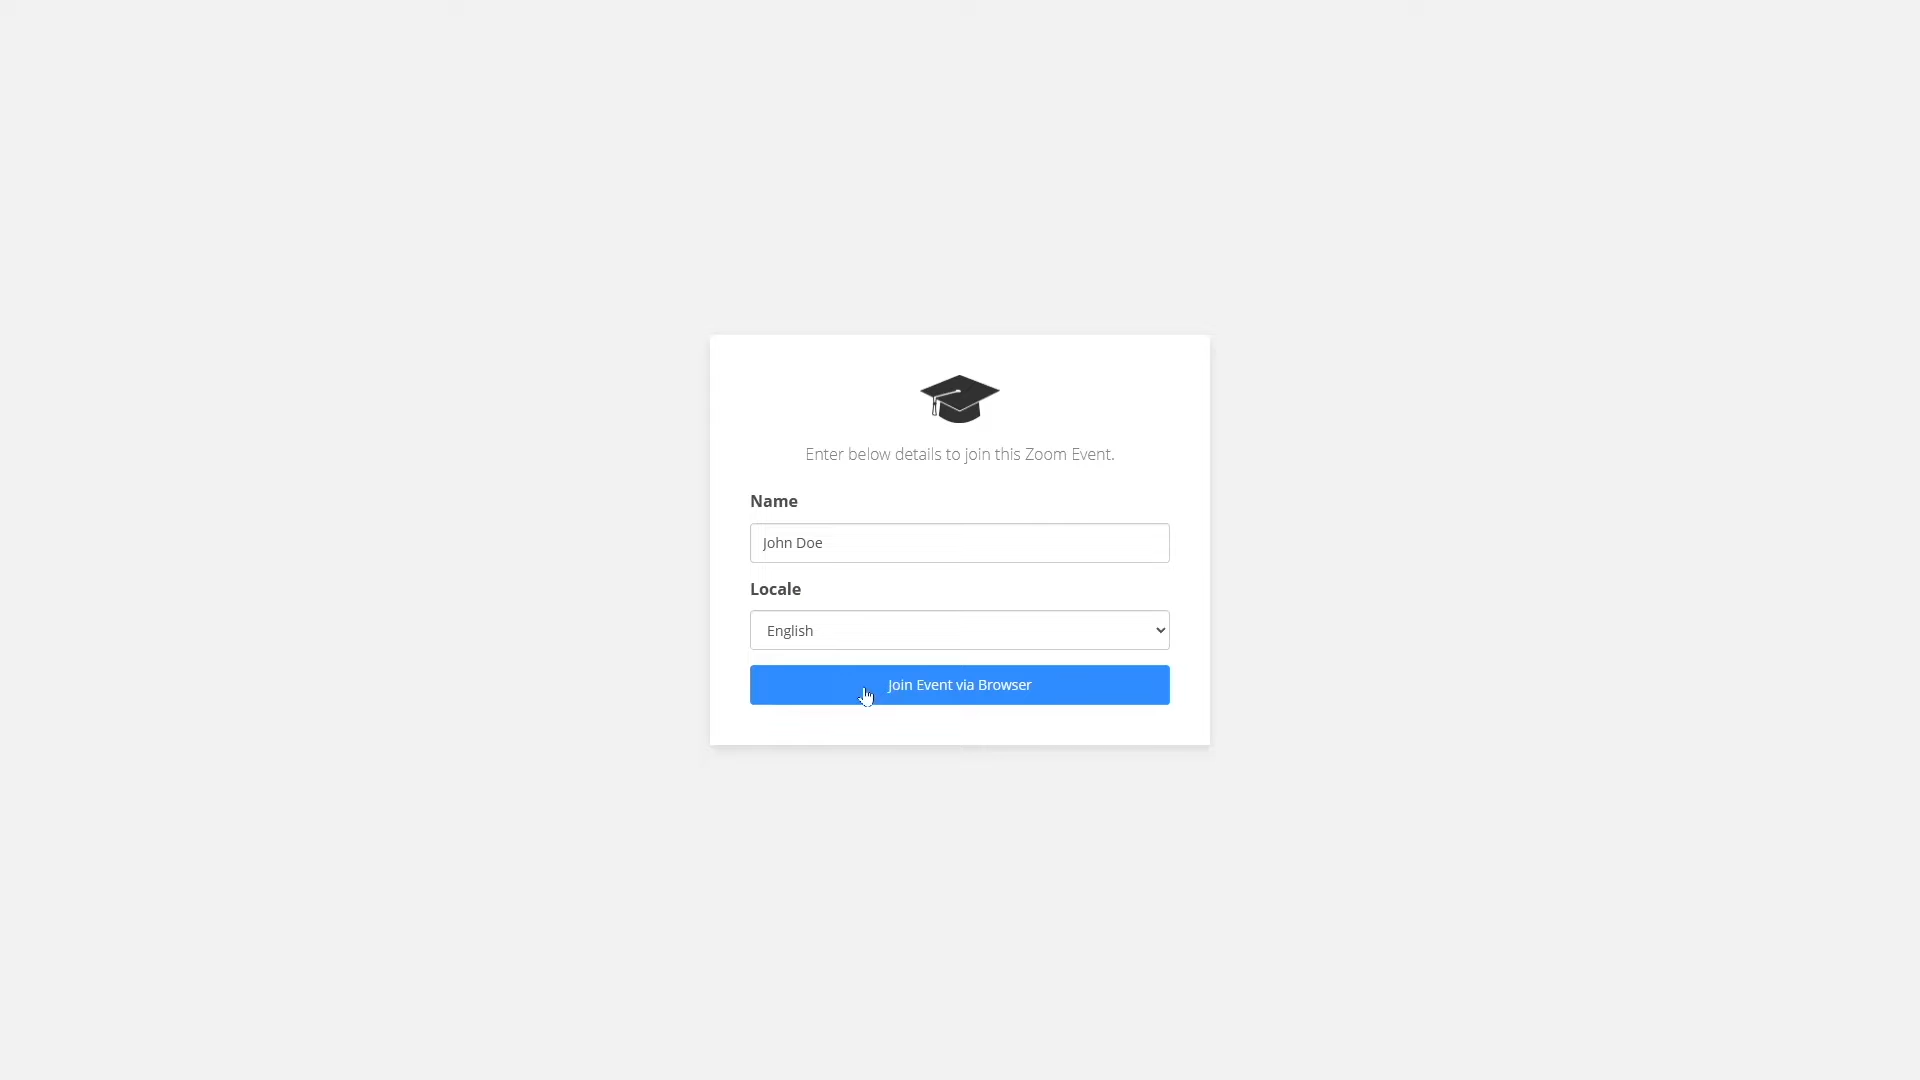 Enter below details to join this Zoom Event.
Name
John Doe
Locale
English
Join Event via Browser